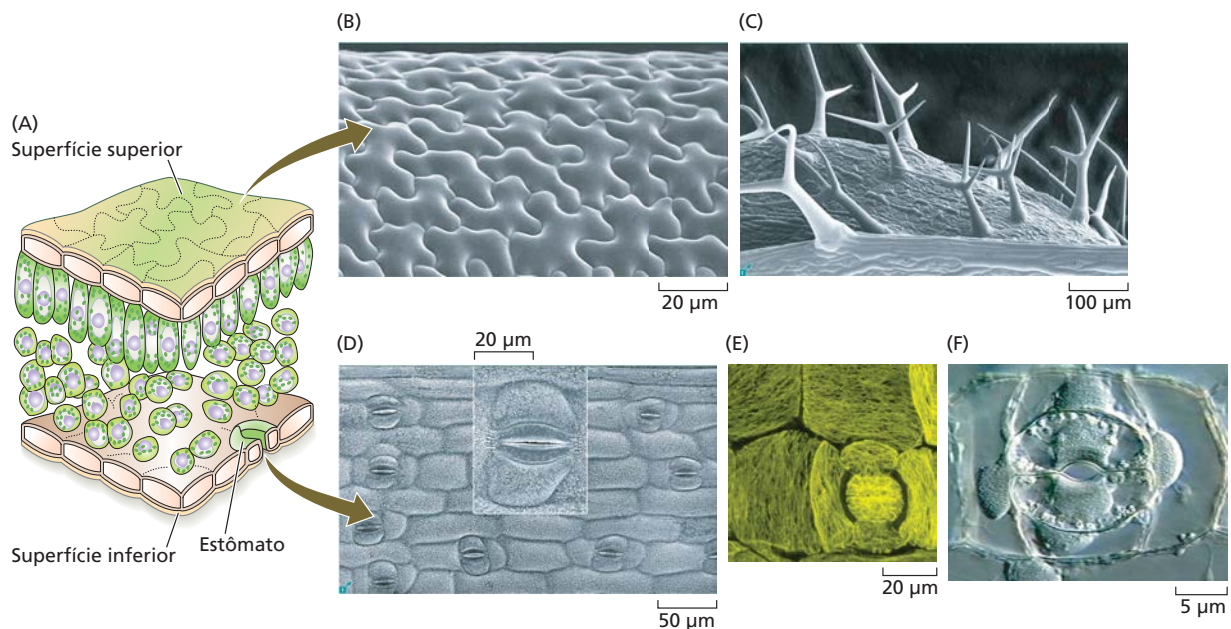 (A)
Superfície superior
Superfície inferior
Estômato
(B)
20 µm
(C)
100 µm
(D)
20 µm
50 µm
(E)
20 µm
(F)
5 µm